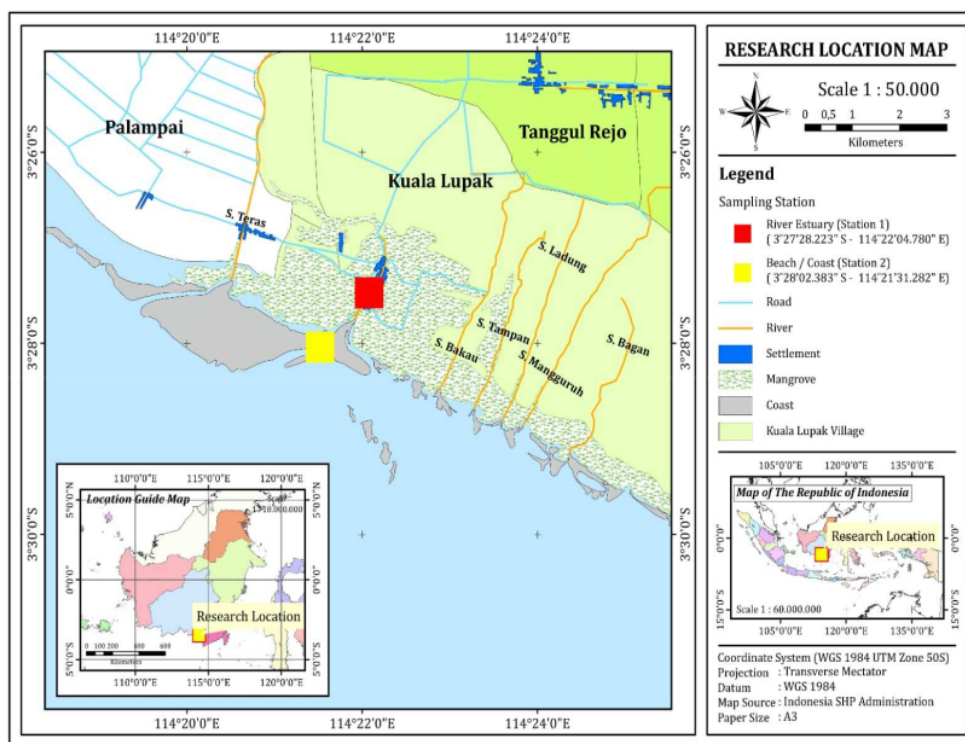 114°20'0"E 114°22'0"E 114°24'0"E
3°26'0"S
3°28'0"S
3°30'0"S
3°26'0"S
3°28'0"S
3°30'0"S
Palampai
Tanggul Rejo
Kuala Lupak
S. Teras
S. Ladung
S. Tampan
S. Bagan
S. Bakau
S. Mangguruh
110°0'0"E 115°0'0"E 120°0'0"E
Location Guide Map
Scale
5°0'0"N
0°0'0"
5°0'0"S
5°0'0"N
0°0'0"
5°0'0"S
Research Location
0 100 200 400 600
Kilometers
110°0'0"E 115°0'0"E 120°0'0"E
114°20'0"E 114°22'0"E 114°24'0"E
RESEARCH LOCATION MAP
N
W E
S
Scale 1 : 50.000
0 0,5 1 2 3
Kilometers
Legend
Sampling Station
River Estuary (Station 1)
( 3°27'28.223" S - 114°22'04.780" E)
Beach / Coast (Station 2)
( 3°28'02.383" S - 114°21'31.282" E)
Road
River
Settlement
Mangrove
Coast
Kuala Lupak Village
105°0'0"E 120°0'0"E 135°0'0"E
Map of The Republic of Indonesia
0°0'0"
15°0'0"S
0°0'0"
15°0'0"S
Research Location
Scale 1 : 60.000.000
105°0'0"E 120°0'0"E 135°0'0"E
Coordinate System (WGS 1984 UTM Zone 50S)
Projection : Transverse Mectator
Datum : WGS 1984
Map Source : Indonesia SHP Administration
Paper Size : A3